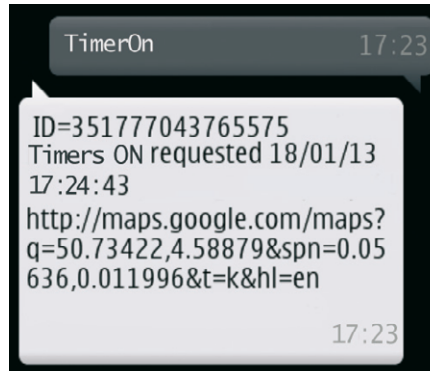 TimerOn 17:23
ID=351777043765575
Timers ON requested 18/01/13
17:24:43
http://maps.google.com/maps?
q=50.73422,4.58879&spn=0.05
636,0.011996&t=k&hl=en
17:23